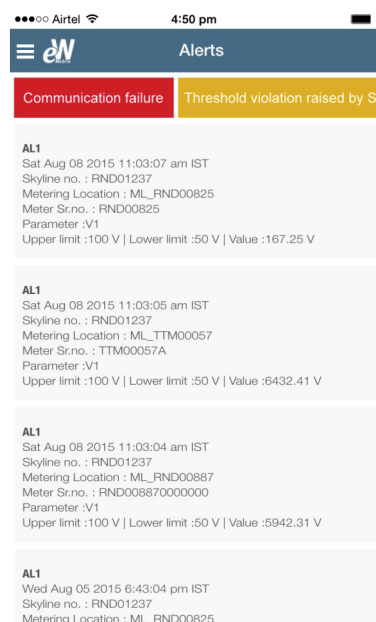 Airtel 4:50 pm
eW Alerts
Communication failure Threshold violation raised by S
AL1
Sat Aug 08 2015 11:03:07 am IST
Skyline no. : RND01237
Metering Location : ML_RND00825
Meter Sr.no. : RND00825
Parameter :V1
Upper limit :100 V | Lower limit :50 V | Value :167.25 V
AL1
Sat Aug 08 2015 11:03:05 am IST
Skyline no. : RND01237
Metering Location : ML_TTM00057
Meter Sr.no. : TTM00057A
Parameter :V1
Upper limit :100 V | Lower limit :50 V | Value :6432.41 V
AL1
Sat Aug 08 2015 11:03:04 am IST
Skyline no. : RND01237
Metering Location : ML_RND00887
Meter Sr.no. : RND008870000000
Parameter :V1
Upper limit :100 V | Lower limit :50 V | Value :5942.31 V
AL1
Wed Aug 05 2015 6:43:04 pm IST
Skyline no. : RND01237
Metering Location : ML_RND00825